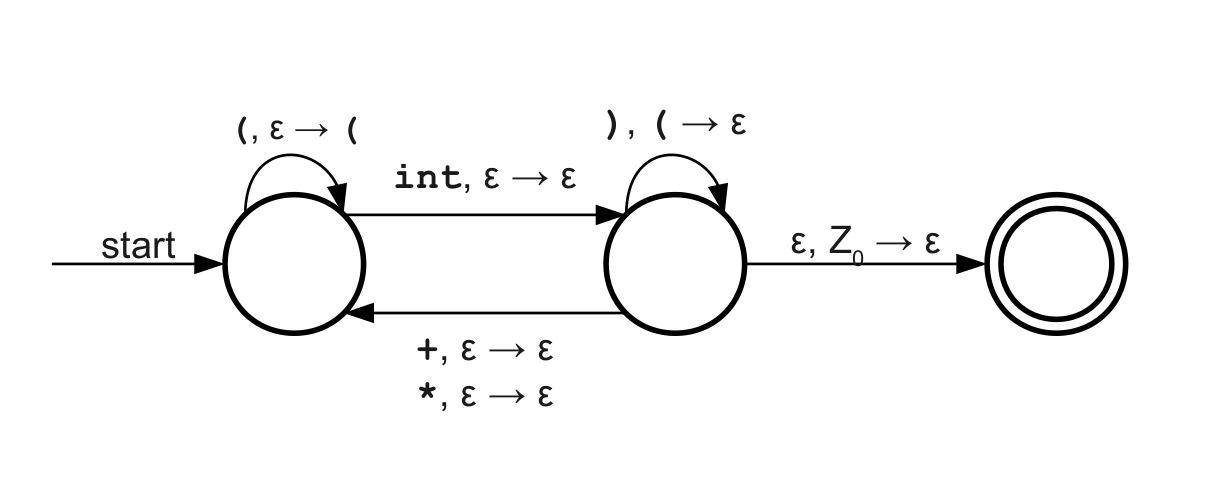 (, ε → (
), ( → ε
int, ε → ε
start
ε, Z₀ → ε
+, ε → ε
*, ε → ε